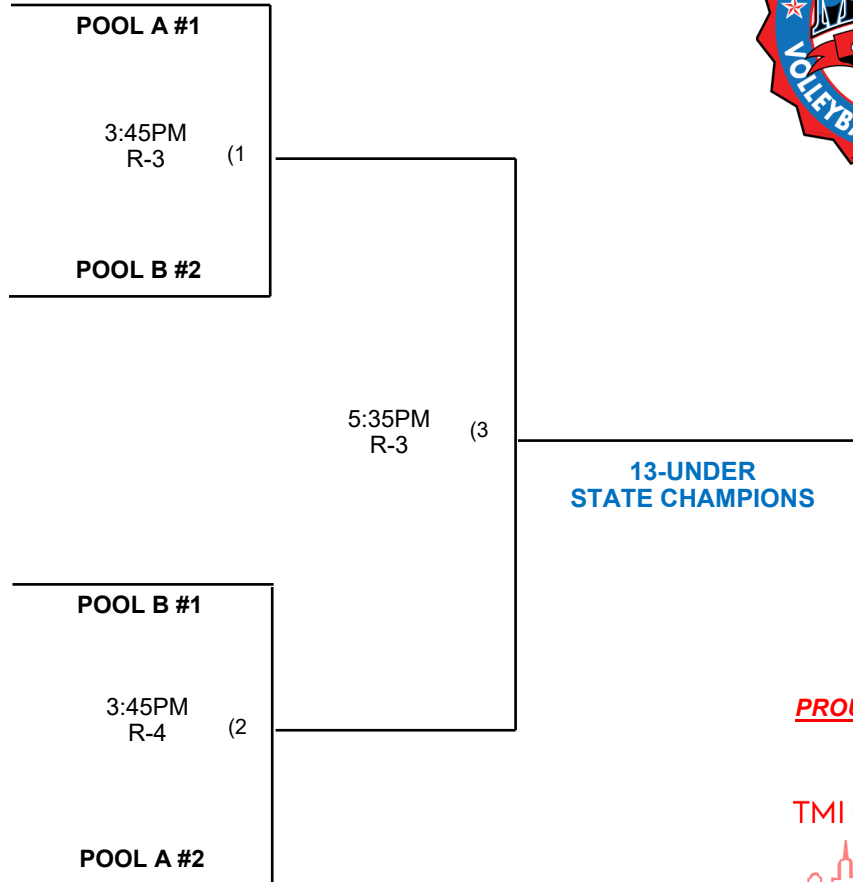 POOL A #1
3:45PM
R-3 (1
POOL B #2
5:35PM
R-3 (3
13-UNDER
STATE CHAMPIONS
POOL B #1
3:45PM
R-4 (2
POOL A #2
TMI